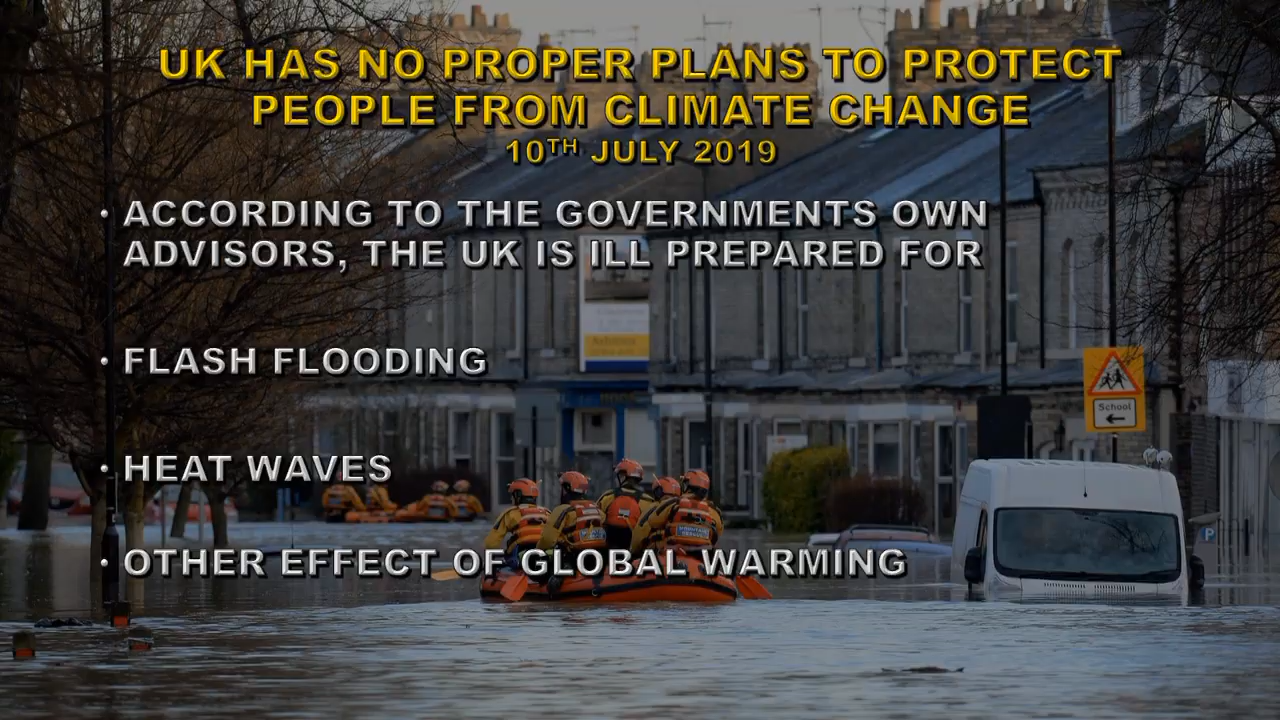 UK HAS NO PROPER PLANS TO PROTECT
PEOPLE FROM CLIMATE CHANGE
10TH JULY 2019
• ACCORDING TO THE GOVERNMENTS OWN
ADVISORS, THE UK IS ILL PREPARED FOR
• FLASH FLOODING
• HEAT WAVES
• OTHER EFFECT OF GLOBAL WARMING
School
P